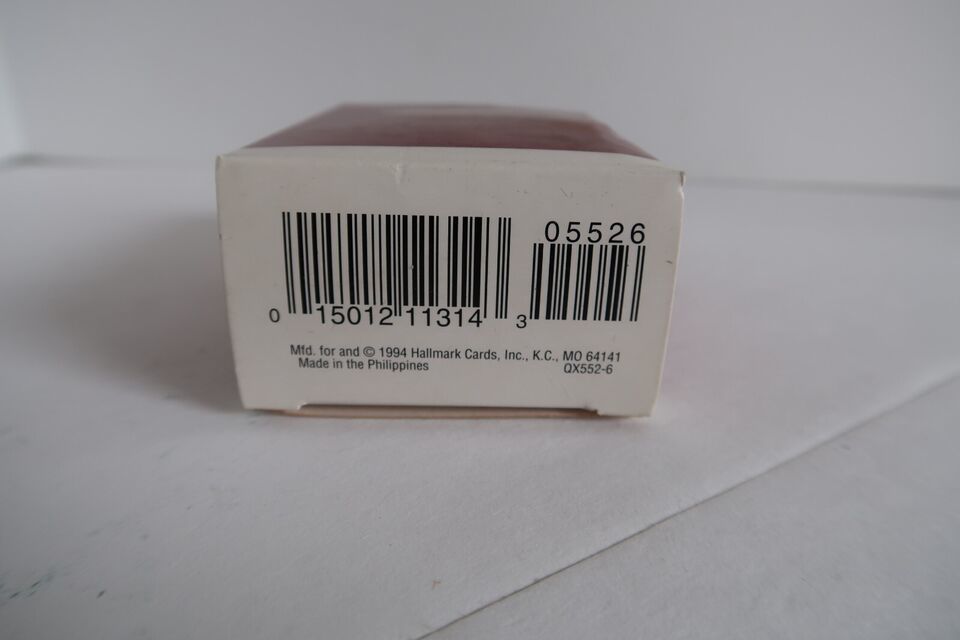 05526
0 15012 11314 3
Mfd. for and © 1994 Hallmark Cards, Inc., K.C., MO 64141
Made in the Philippines QX552-6